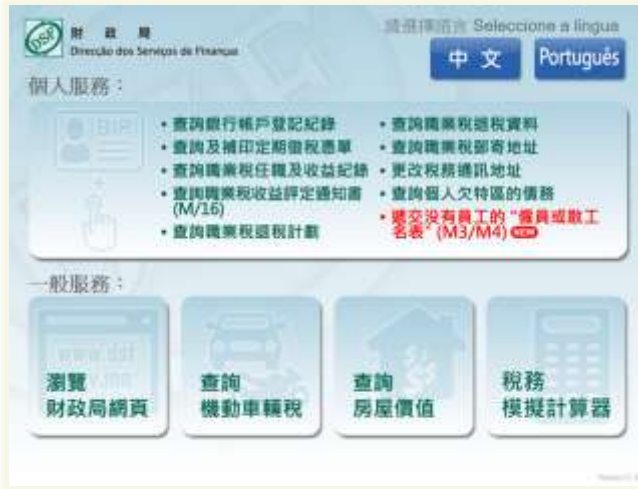 財 政 局
Direcção dos Serviços de Finanças
請選擇語言 Seleccione a língua
中 文
Português
個人服務：
BIR
• 查詢銀行帳戶登記紀錄
• 查詢及補印定期徵稅憑單
• 查詢職業稅任職及收益紀錄
• 查詢職業稅收益評定通知書
(M/16)
• 查詢職業稅退稅計劃
• 查詢職業稅退稅資料
• 查詢職業稅郵寄地址
• 更改稅務通訊地址
• 查詢個人欠特區的債務
• 遞交没有員工的 "僱員或散工
名表" (M3/M4) NEW
一般服務：
瀏覽
財政局網頁
查詢
機動車輛稅
查詢
房屋價值
稅務
模擬計算器